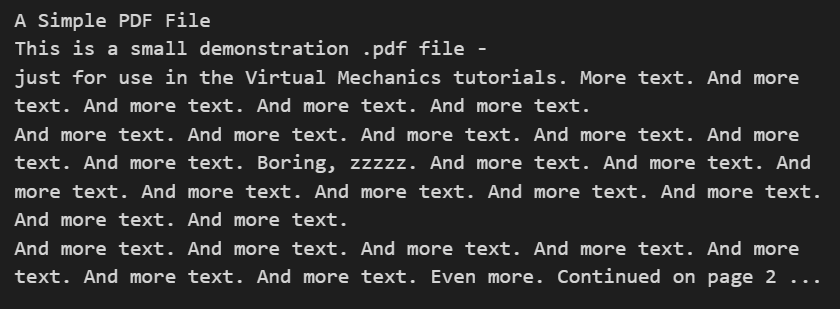 A Simple PDF File
This is a small demonstration .pdf file -
just for use in the Virtual Mechanics tutorials. More text. And more
text. And more text. And more text. And more text.
And more text. And more text. And more text. And more text. And more
text. And more text. Boring, zzzzz. And more text. And more text. And
more text. And more text. And more text. And more text. And more text.
And more text. And more text.
And more text. And more text. And more text. And more text. And more
text. And more text. And more text. Even more. Continued on page 2 ...